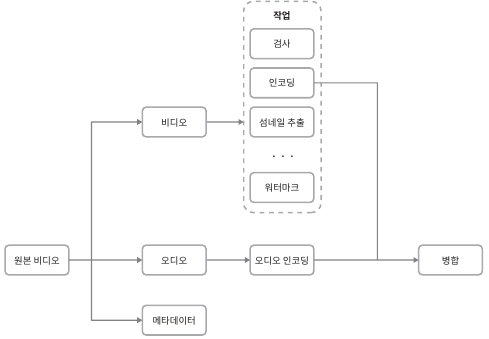 작업
검사
인코딩
비디오
섬네일 추출
. . .
워터마크
원본 비디오
오디오
오디오 인코딩
병합
메타데이터